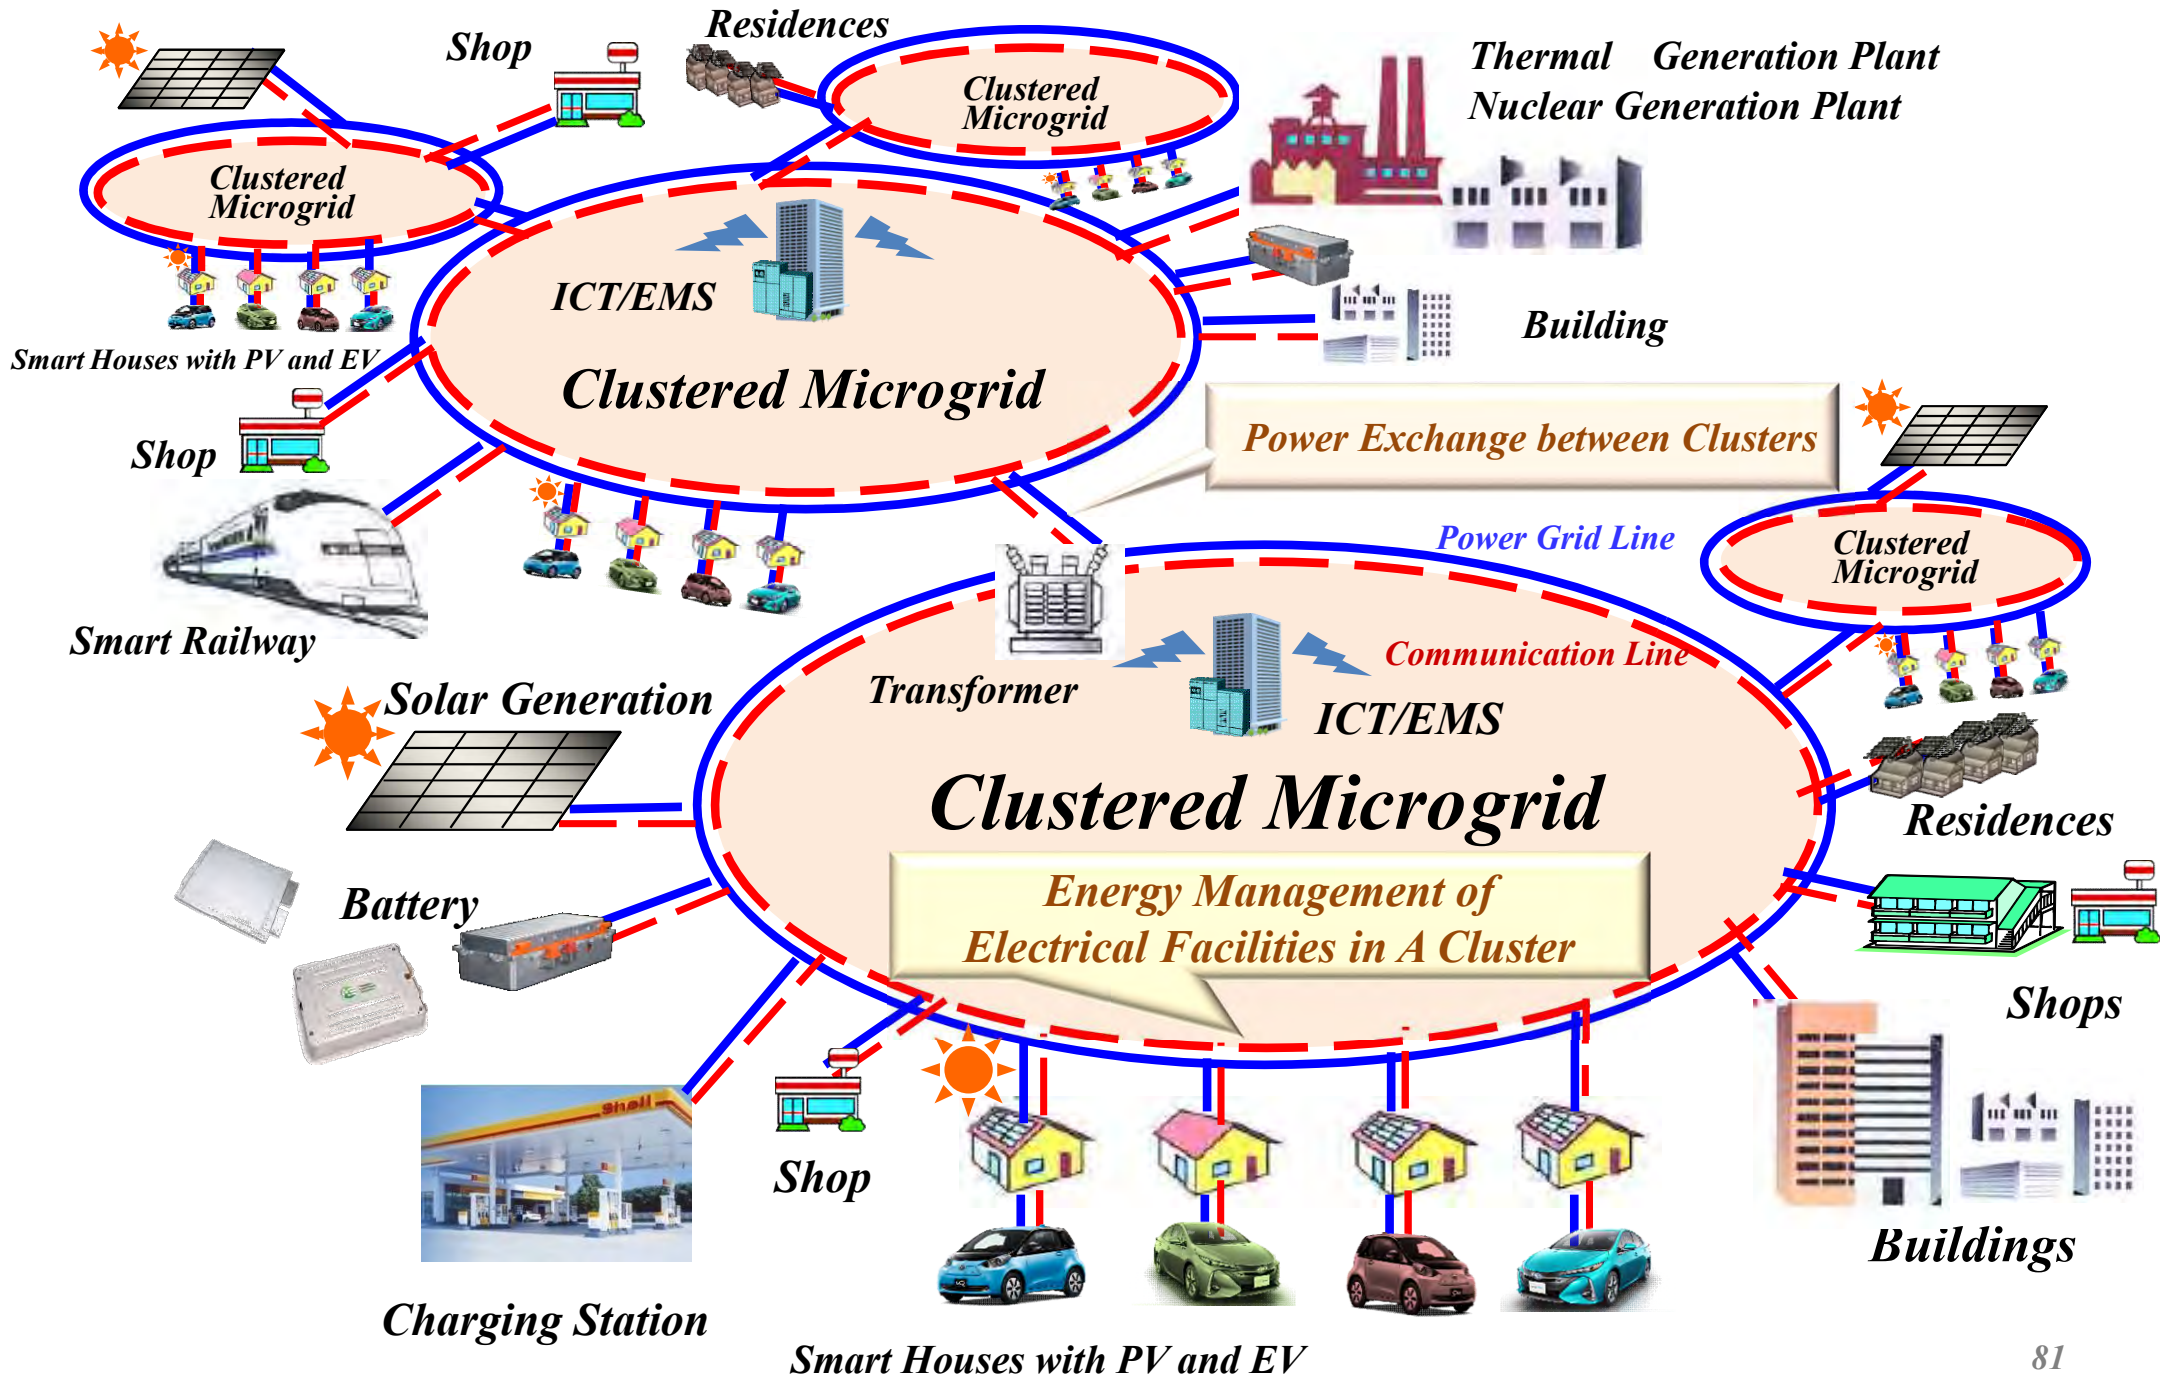 Residences
Shop
Thermal Generation Plant
Nuclear Generation Plant
Clustered
Microgrid
Clustered
Microgrid
ICT/EMS
Building
Smart Houses with PV and EV
Clustered Microgrid
Shop
Power Exchange between Clusters
Power Grid Line
Clustered
Microgrid
Smart Railway
Communication Line
Solar Generation
Transformer
ICT/EMS
Clustered Microgrid
Residences
Battery
Energy Management of
Electrical Facilities in A Cluster
Shops
Shell
Shop
Buildings
Charging Station
Smart Houses with PV and EV
81